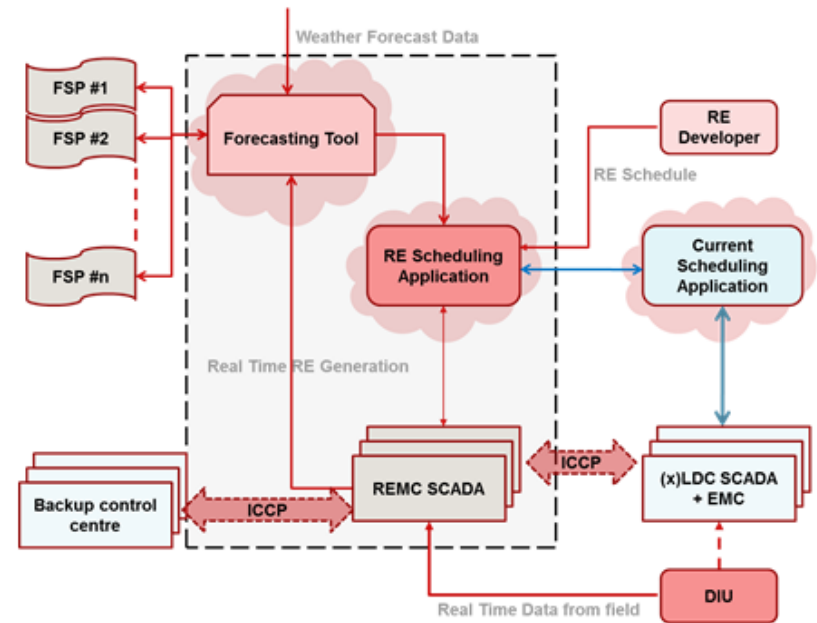 Weather Forecast Data
FSP #1
FSP #2
FSP #n
Forecasting Tool
RE
Developer
RE Schedule
RE Scheduling
Application
Current
Scheduling
Application
Real Time RE Generation
Backup control
centre
ICCP
REMC SCADA
ICCP
(x)LDC SCADA
+ EMC
Real Time Data from field
DIU